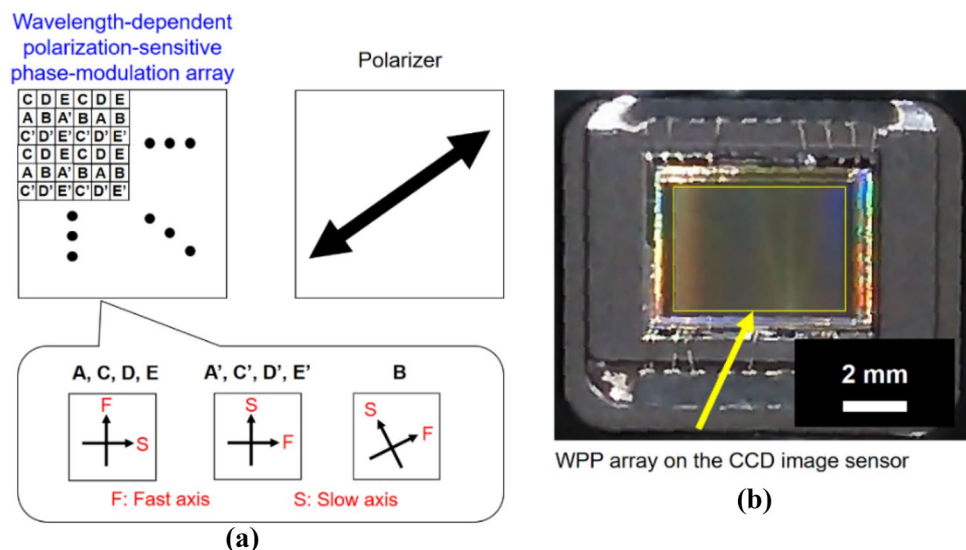 Wavelength-dependent
polarization-sensitive
phase-modulation array
Polarizer
C D E C D E
A B A' B A B
C' D' E' C' D' E'
C D E C D E
A B A' B A B
C' D' E' C' D' E'
A, C, D, E
A', C', D', E'
B
F
S
S
F
S
F
F: Fast axis
S: Slow axis
(a)
2 mm
WPP array on the CCD image sensor
(b)